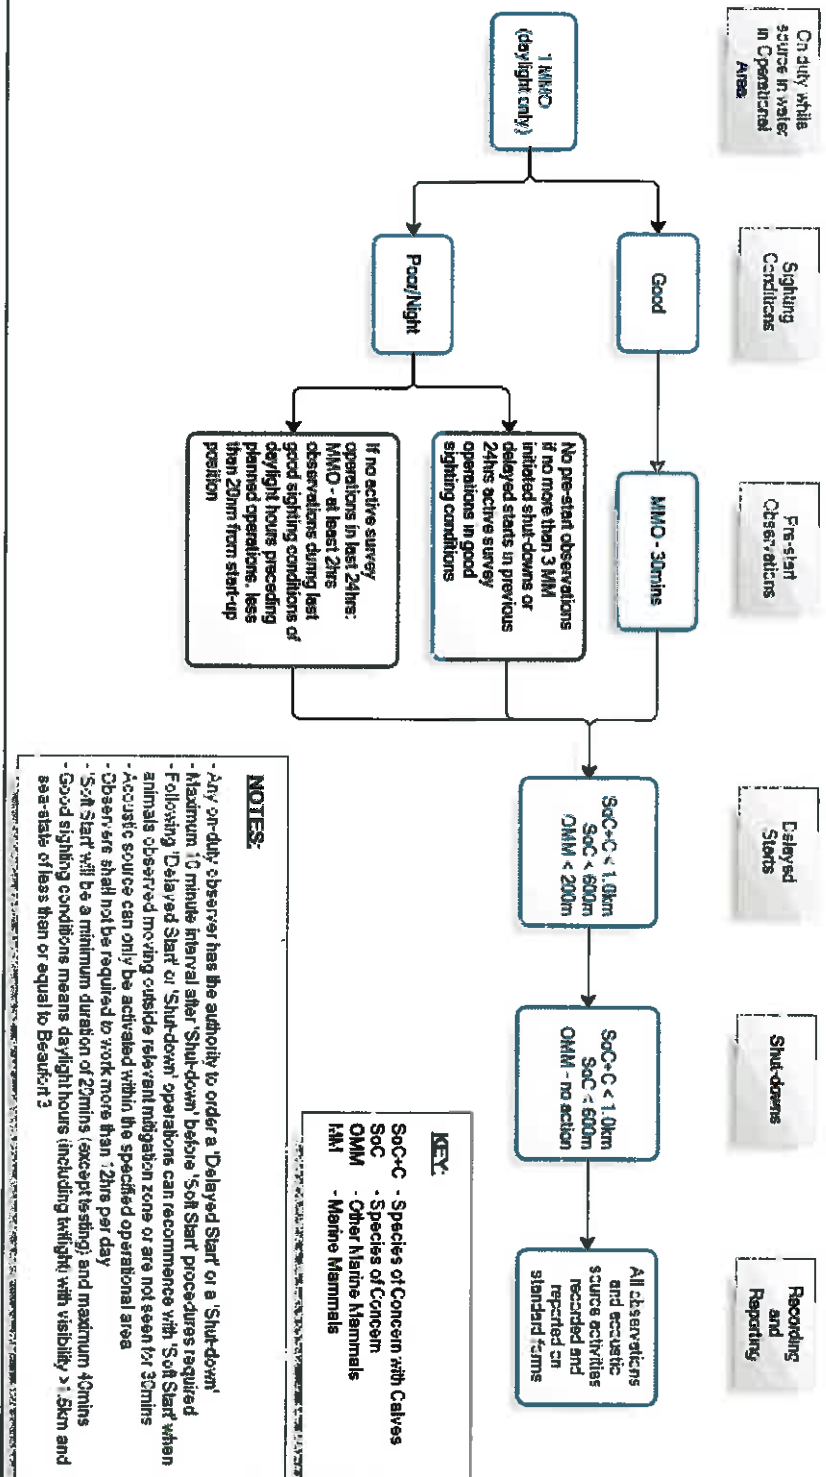 On duty while
source in water
in Operational
Area:
Sighting
Conditions
Pre-start
Observations
Delayed
Starts
Shut-downs
Recording
and
Reporting
1 MMO
(daylight only)
Good
Poor/Night
MMO - 30mins
No pre-start observations
if no more than 3 MM
initiated shut-downs or
delayed starts in previous
24hrs active survey
operations in good
sighting conditions
If no active survey
operations in last 24hrs:
MMO - at least 2hrs
observations during last
good sighting conditions of
daylight hours preceding
planned operations, less
than 20nm from start-up
position
SoC+C < 1.0km
SoC < 600m
OMM < 200m
SoC+C < 1.0km
SoC < 600m
OMM - no action
All observations
and acoustic
source activities
recorded and
reported on
standard forms
KEY:
SoC+C - Species of Concern with Calves
SoC - Species of Concern
OMM - Other Marine Mammals
MM - Marine Mammals
NOTES:
- Any on-duty observer has the authority to order a 'Delayed Start' or a 'Shut-down'
- Maximum 10 minute interval after 'Shut-down' before 'Soft Start' procedures required
- Following 'Delayed Start' or 'Shut-down' operations can recommence with 'Soft Start' when
animals observed moving outside relevant mitigation zone or are not seen for 30mins
- Acoustic source can only be activated within the specified operational area
- Observers shall not be required to work more than 12hrs per day
- 'Soft Start' will be a minimum duration of 20mins (except testing) and maximum 40mins
- Good sighting conditions means daylight hours (including twilight) with visibility > 1.5km and
sea-state of less than or equal to Beaufort 3